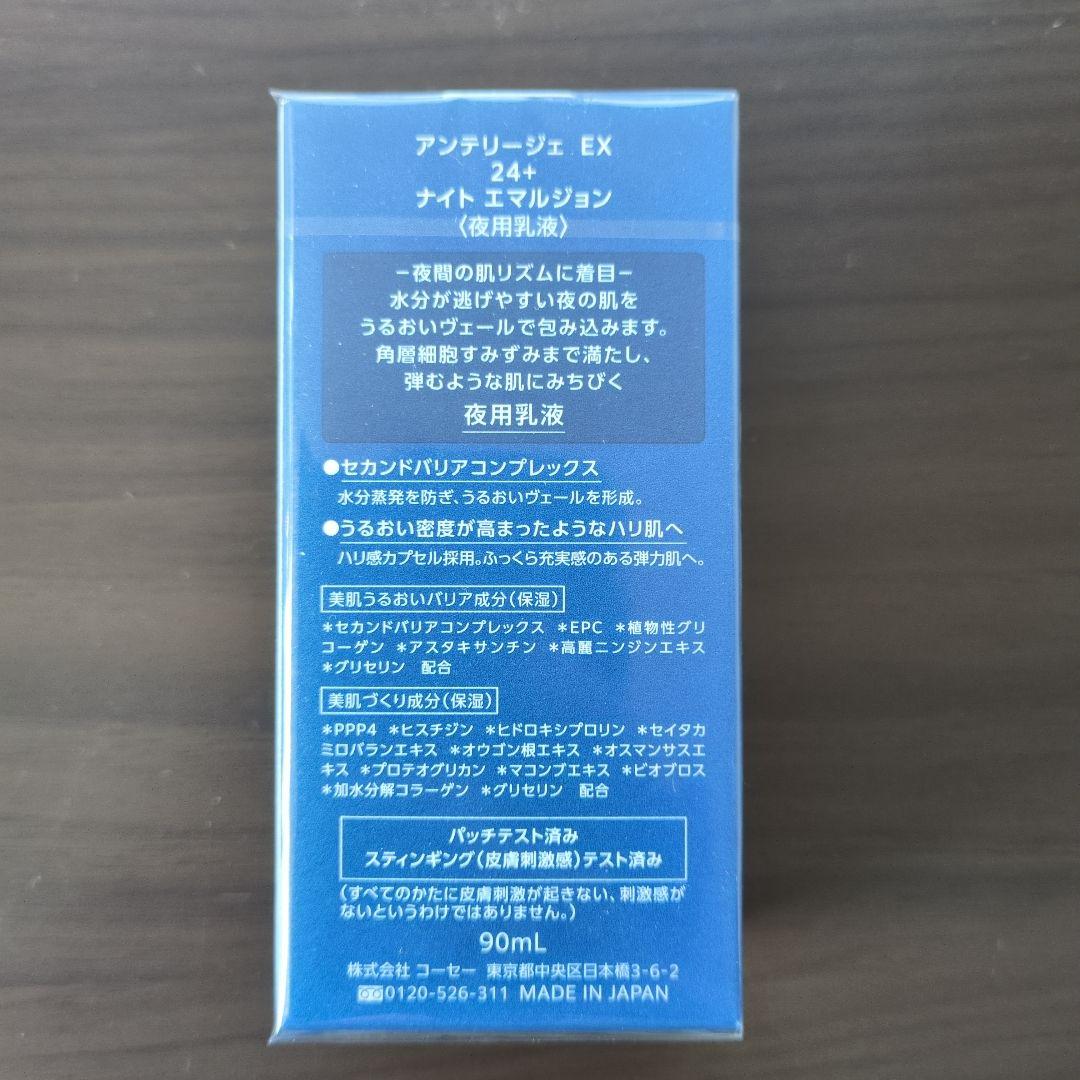 アンテリージェ EX
24+
ナイト エマルジョン
〈夜用乳液〉
－夜間の肌リズムに着目－
水分が逃げやすい夜の肌を
うるおいヴェールで包み込みます。
角層細胞すみずみまで満たし、
弾むような肌にみちびく
夜用乳液
●セカンドバリアコンプレックス
水分蒸発を防ぎ、うるおいヴェールを形成。
●うるおい密度が高まったようなハリ肌へ
ハリ感カプセル採用。ふっくら充実感のある弾力肌へ。
美肌うるおいバリア成分(保湿)
＊セカンドバリアコンプレックス ＊EPC ＊植物性グリ
コーゲン ＊アスタキサンチン ＊高麗ニンジンエキス
＊グリセリン 配合
美肌づくり成分(保湿)
＊PPP4 ＊ヒスチジン ＊ヒドロキシプロリン ＊セイタカ
ミロバランエキス ＊オウゴン根エキス ＊オスマンサスエ
キス ＊プロテオグリカン ＊マコンブエキス ＊ビオプロス
＊加水分解コラーゲン ＊グリセリン 配合
パッチテスト済み
スティンギング(皮膚刺激感)テスト済み
(すべてのかたに皮膚刺激が起きない、刺激感が
ないというわけではありません。)
90mL
株式会社 コーセー 東京都中央区日本橋3-6-2
0120-526-311 MADE IN JAPAN